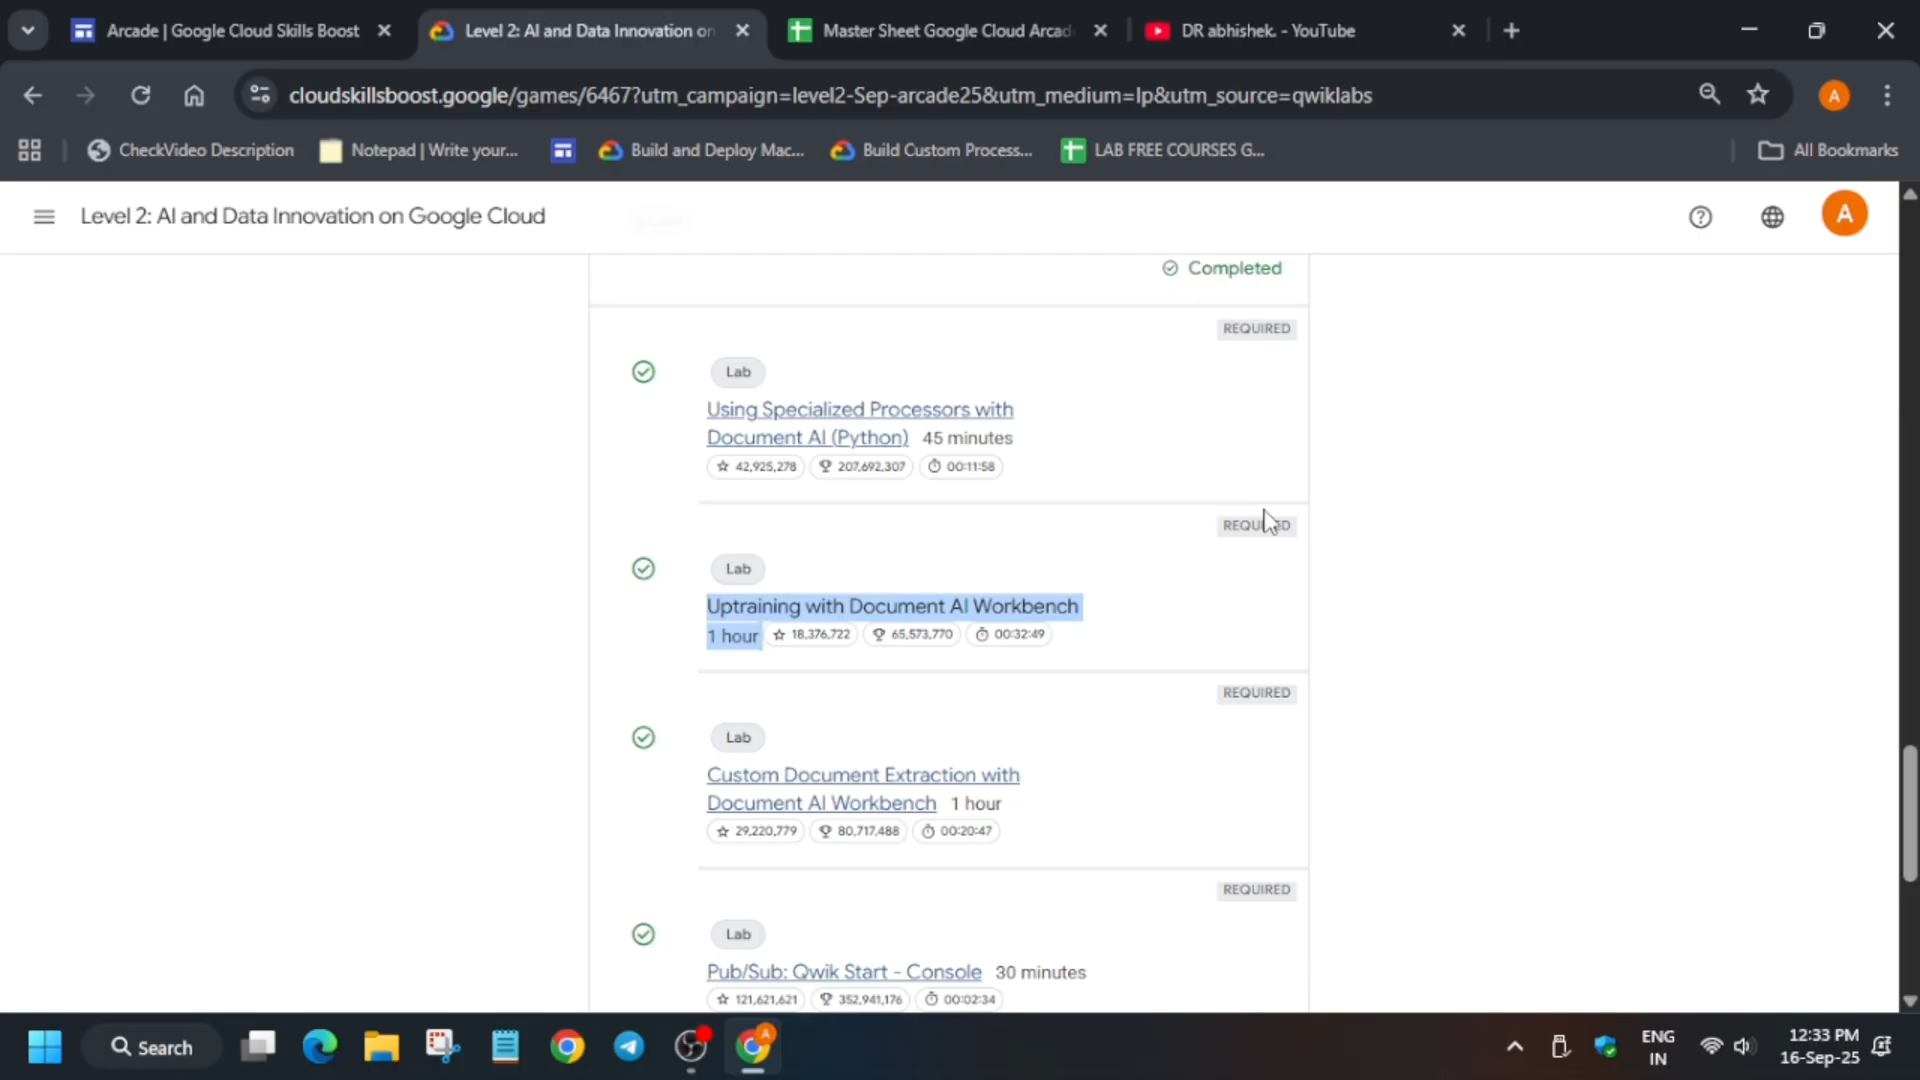 Arcade | Google Cloud Skills Boost
Level 2: AI and Data Innovation on
Master Sheet Google Cloud Arcad
DR abhishek. - YouTube
cloudskillsboost.google/games/6467?utm_campaign=level2-Sep-arcade25&utm_medium=lp&utm_source=qwiklabs
A
CheckVideo Description
Notepad | Write your...
Build and Deploy Mac...
Build Custom Process...
LAB FREE COURSES G...
All Bookmarks
Level 2: AI and Data Innovation on Google Cloud
A
Completed
REQUIRED
Lab
Using Specialized Processors with
Document AI (Python) 45 minutes
42,925,278 207,692,307 00:11:58
REQUIRED
Lab
Uptraining with Document AI Workbench
1 hour 18,376,722 65,573,770 00:32:49
REQUIRED
Lab
Custom Document Extraction with
Document AI Workbench 1 hour
29,220,779 80,717,488 00:20:47
REQUIRED
Lab
Pub/Sub: Qwik Start - Console 30 minutes
121,621,621 352,941,176 00:02:34
Search
A
ENG
IN
12:33 PM
16-Sep-25